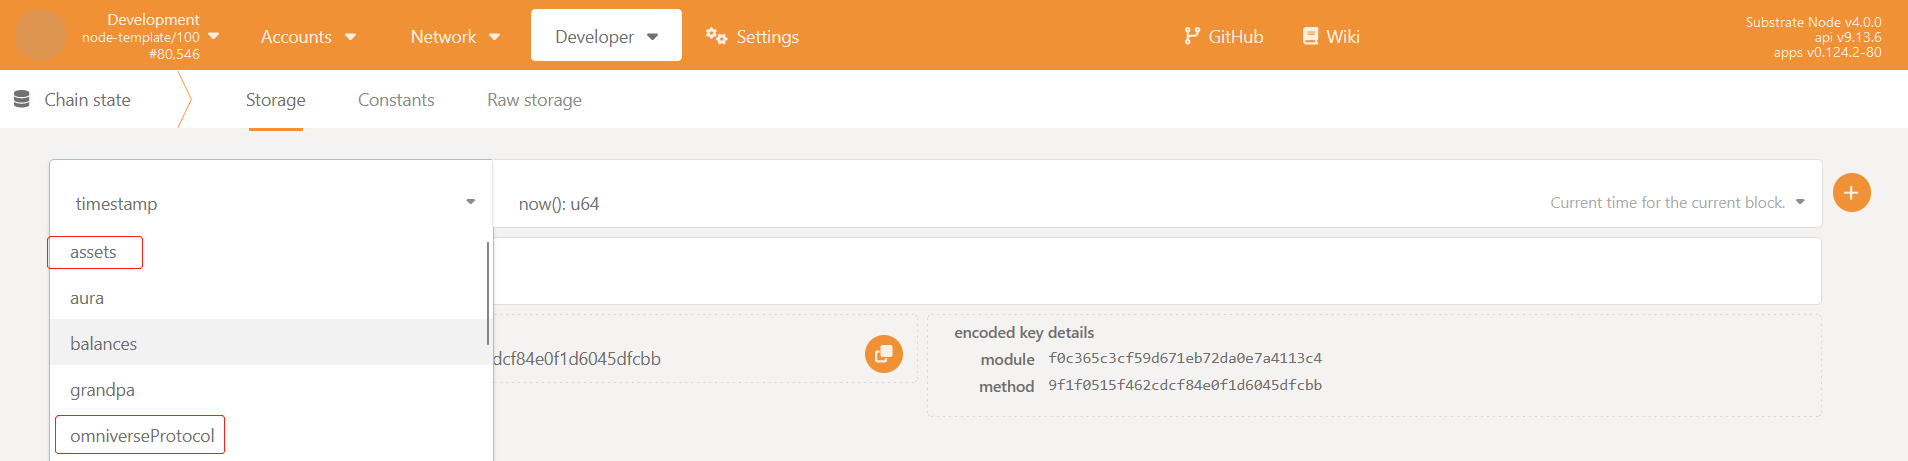 Development
node-template/100
#80,546
Accounts
Network
Developer
Settings
GitHub
Wiki
Substrate Node v4.0.0
api v9.13.6
apps v0.124.2-80
Chain state
Storage
Constants
Raw storage
timestamp
now(): u64
Current time for the current block.
assets
aura
balances
grandpa
omniverseProtocol
dcf84e0f1d6045dfcbb
encoded key details
module f0c365c3cf59d671eb72da0e7a4113c4
method 9f1f0515f462cdcf84e0f1d6045dfcbb